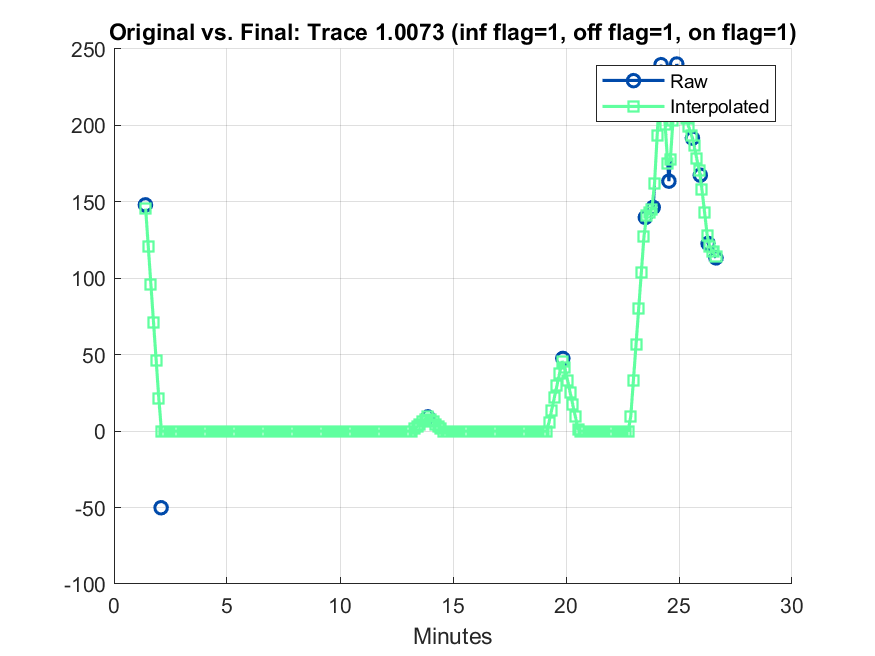 Original vs. Final: Trace 1.0073 (inf flag=1, off flag=1, on flag=1)
250
200
150
100
50
0
-50
-100
0 5 10 15 20 25 30
Minutes
Raw
Interpolated